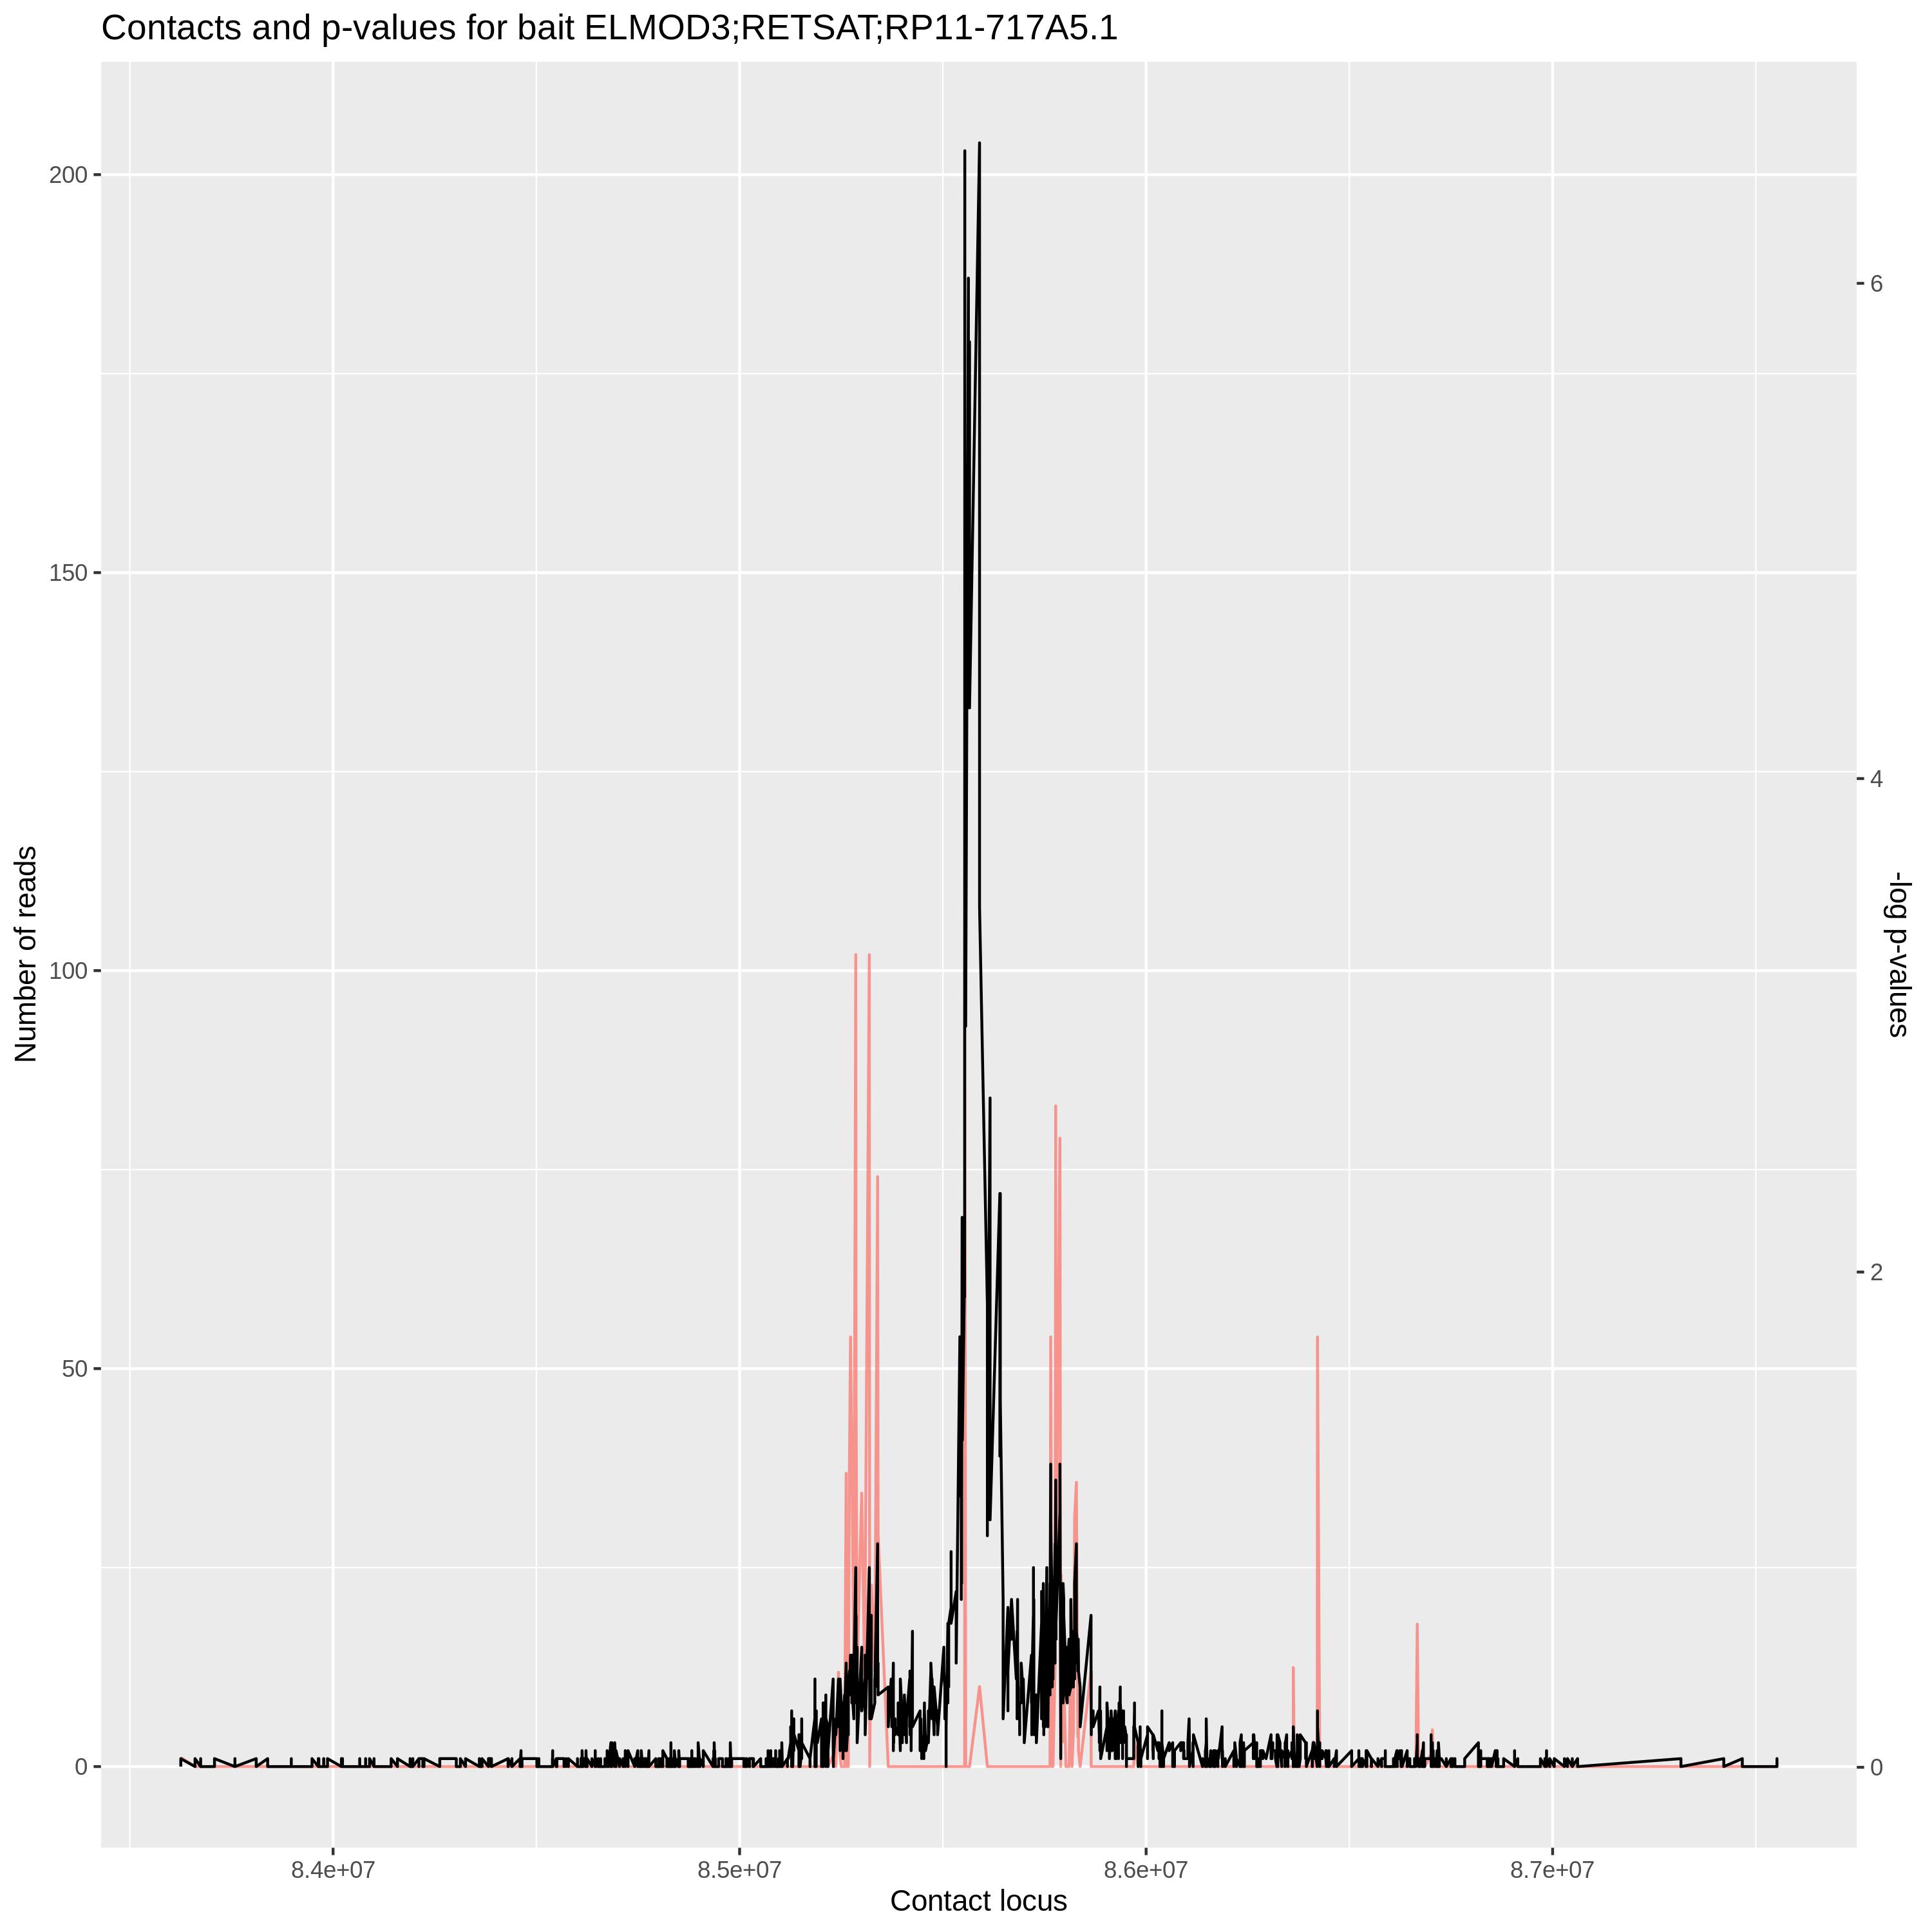 Contacts and p-values for bait ELMOD3;RETSAT;RP11-717A5.1
200
150
100
50
0
Number of reads
6
4
2
0
-log p-values
8.4e+07
8.5e+07
8.6e+07
8.7e+07
Contact locus